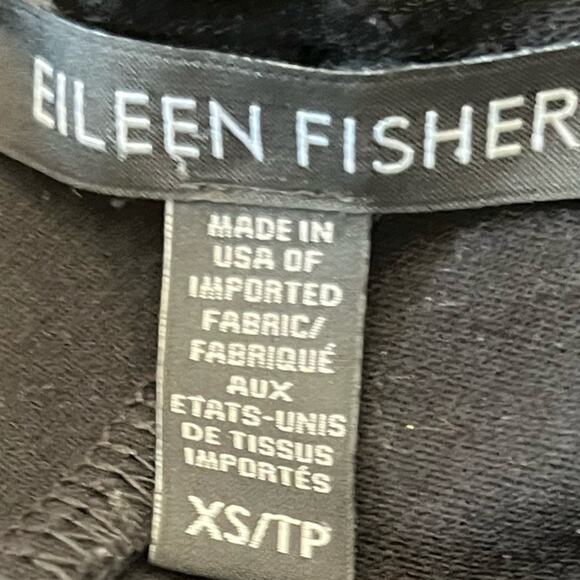 EILEEN FISHER
MADE IN
USA OF
IMPORTED
FABRIC/
FABRIQUÉ
AUX
ETATS-UNIS
DE TISSUS
IMPORTÉS
XS/TP